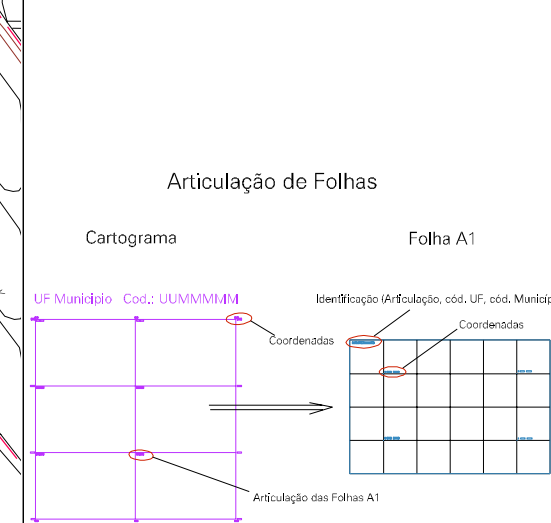 Articulação de Folhas
Cartograma
Folha A1
UF Municipio Cod.: UUMMMMM
Identificação (Articulação, cód. UF, cód. Municíp
Coordenadas
Coordenadas
Articulação das Folhas A1